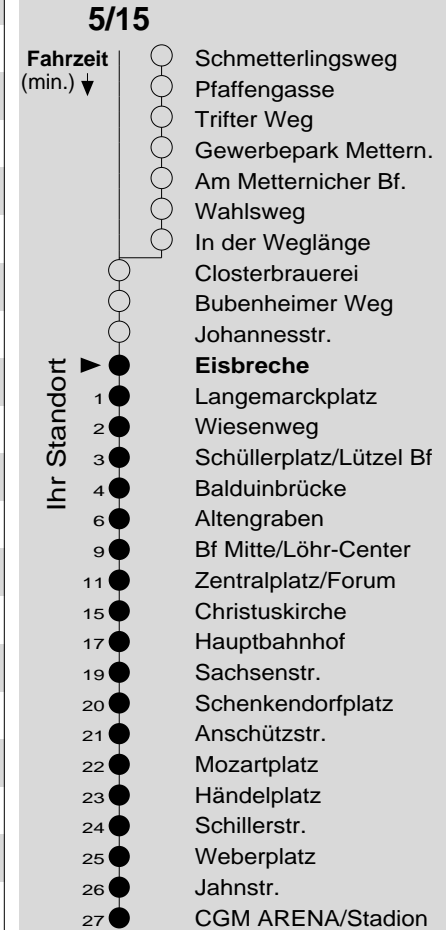 5/15
Fahrzeit
(min.)
Schmetterlingsweg
Pfaffengasse
Trifter Weg
Gewerbepark Mettern.
Am Metternicher Bf.
Wahlsweg
In der Weglänge
Closterbrauerei
Bubenheimer Weg
Johannesstr.
Ihr Standort
Eisbreche
1 Langemarckplatz
2 Wiesenweg
3 Schüllerplatz/Lützel Bf
4 Balduinbrücke
6 Altengraben
9 Bf Mitte/Löhr-Center
11 Zentralplatz/Forum
15 Christuskirche
17 Hauptbahnhof
19 Sachsenstr.
20 Schenkendorfplatz
21 Anschützstr.
22 Mozartplatz
23 Händelplatz
24 Schillerstr.
25 Weberplatz
26 Jahnstr.
27 CGM ARENA/Stadion